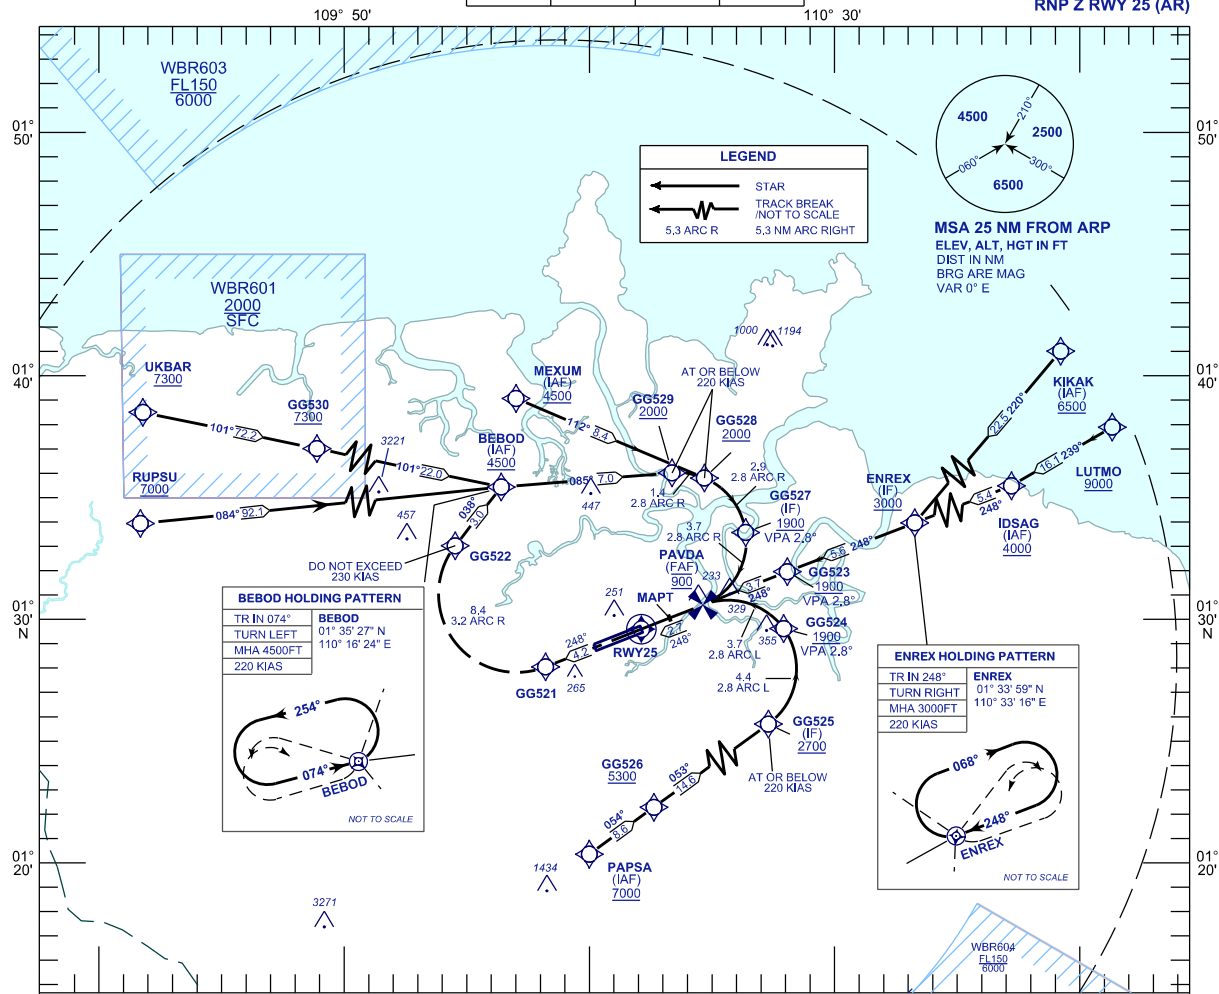 RNP Z RWY 25 (AR)
109° 50'
110° 30'
WBR603
FL150
6000
01°
50'
01°
50'
4500
2500
6500
210°
060°
300°
LEGEND
STAR
TRACK BREAK
/NOT TO SCALE
5.3 ARC R
5.3 NM ARC RIGHT
MSA 25 NM FROM ARP
ELEV, ALT, HGT IN FT
DIST IN NM
BRG ARE MAG
VAR 0° E
WBR601
2000
SFC
1000
1194
UKBAR
7300
01°
40'
01°
40'
MEXUM
(IAF)
4500
AT OR BELOW
220 KIAS
KIKAK
(IAF)
6500
GG530
7300
GG529
2000
GG528
2000
101°
72.2
112°
8.4
22.5
220°
3221
BEBOD
(IAF)
4500
16.1
239°
LUTMO
9000
RUPSU
7000
101°
22.0
085°
7.0
2.9
2.8 ARC R
ENREX
(IF)
3000
5.4
248°
IDSAG
(IAF)
4000
084°
92.1
457
038°
3.0
447
1.4
2.8 ARC R
GG527
(IF)
1900
VPA 2.8°
3.7
2.8 ARC R
GG522
5.6
248°
DO NOT EXCEED
230 KIAS
PAVDA
(FAF)
900
233
3.7
248°
GG523
1900
VPA 2.8°
BEBOD HOLDING PATTERN
TR IN 074°
TURN LEFT
MHA 4500FT
220 KIAS
BEBOD
01° 35' 27" N
110° 16' 24" E
8.4
3.2 ARC R
251
MAPT
329
01°
30'
N
01°
30'
N
248°
4.2
2.7
248°
RWY25
355
GG524
1900
VPA 2.8°
3.7
2.8 ARC L
GG521
265
4.4
2.8 ARC L
ENREX HOLDING PATTERN
TR IN 248°
TURN RIGHT
MHA 3000FT
220 KIAS
ENREX
01° 33' 59" N
110° 33' 16" E
254°
074°
BEBOD
NOT TO SCALE
GG525
(IF)
2700
GG526
5300
053°
14.6
AT OR BELOW
220 KIAS
068°
248°
ENREX
NOT TO SCALE
054°
8.6
01°
20'
01°
20'
1434
PAPSA
(IAF)
7000
3271
WBR604
FL150
6000